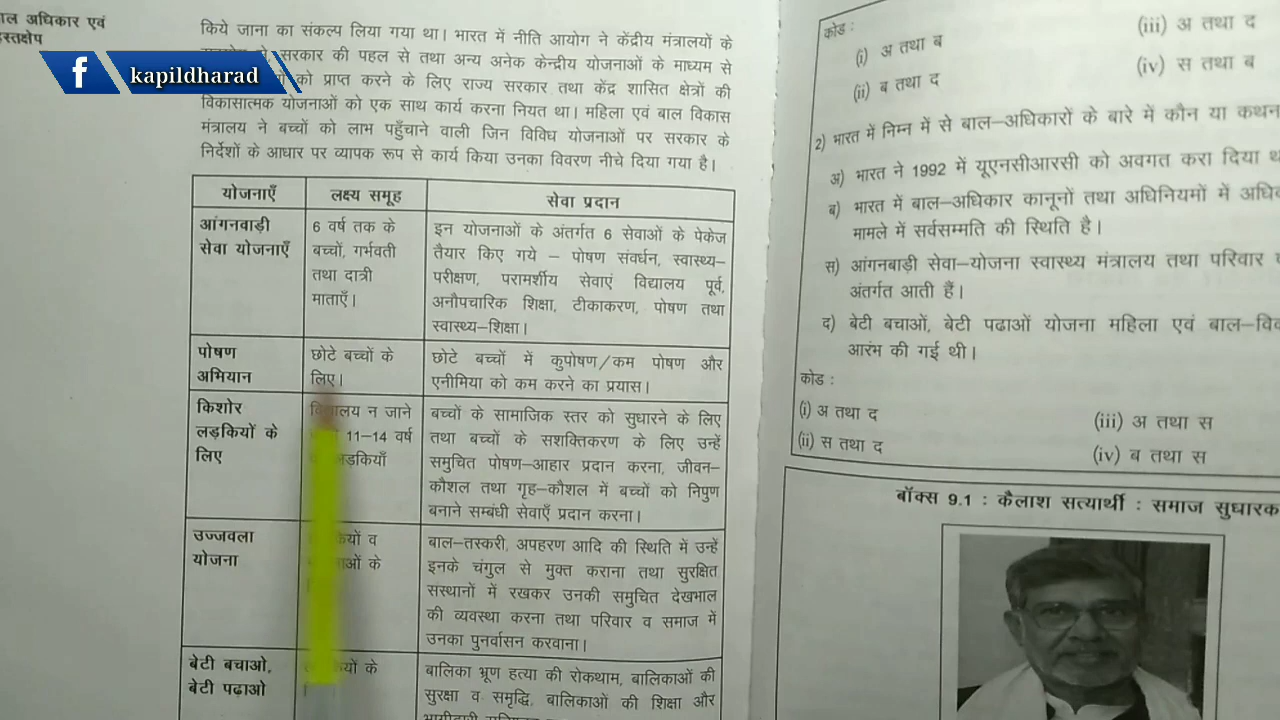 ाल अधिकार एवं
हस्तक्षेप
kapildharad
किये जाना का संकल्प लिया गया था। भारत में नीति आयोग ने केंद्रीय मंत्रालयों के
सरकार की पहल से तथा अन्य अनेक केन्द्रीय योजनाओं के माध्यम से
को प्राप्त करने के लिए राज्य सरकार तथा केंद्र शासित क्षेत्रों की
विकासात्मक योजनाओं को एक साथ कार्य करना नियत था। महिला एवं बाल विकास
मंत्रालय ने बच्चों को लाभ पहुँचाने वाली जिन विविध योजनाओं पर सरकार के
निर्देशों के आधार पर व्यापक रूप से कार्य किया उनका विवरण नीचे दिया गया है।
योजनाएँ लक्ष्य समूह सेवा प्रदान
आंगनवाड़ी
सेवा योजनाएँ
6 वर्ष तक के
बच्चों, गर्भवती
तथा दात्री
माताएँ।
इन योजनाओं के अंतर्गत 6 सेवाओं के पेकेज
तैयार किए गये – पोषण संवर्धन, स्वास्थ्य–
परीक्षण, परामर्शीय सेवाएं विद्यालय पूर्व,
अनौपचारिक शिक्षा, टीकाकरण, पोषण तथा
स्वास्थ्य–शिक्षा।
पोषण
अभियान
छोटे बच्चों के
लिए।
छोटे बच्चों में कुपोषण/कम पोषण और
एनीमिया को कम करने का प्रयास।
किशोर
लड़कियों के
लिए
विद्यालय न जाने
11–14 वर्ष
लड़कियाँ
बच्चों के सामाजिक स्तर को सुधारने के लिए
तथा बच्चों के सशक्तिकरण के लिए उन्हें
समुचित पोषण–आहार प्रदान करना, जीवन–
कौशल तथा गृह–कौशल में बच्चों को निपुण
बनाने सम्बंधी सेवाएँ प्रदान करना।
उज्जवला
योजना
व
के
बाल–तस्करी, अपहरण आदि की स्थिति में उन्हें
इनके चंगुल से मुक्त कराना तथा सुरक्षित
संस्थानों में रखकर उनकी समुचित देखभाल
की व्यवस्था करना तथा परिवार व समाज में
उनका पुनर्वासन करवाना।
बेटी बचाओ,
बेटी पढ़ाओ
के
बालिका भ्रूण हत्या की रोकथाम, बालिकाओं की
सुरक्षा व समृद्धि, बालिकाओं की शिक्षा और
कोड :
(i) अ तथा ब
(iii) अ तथा द
(ii) ब तथा द
(iv) स तथा ब
2) भारत में निम्न में से बाल–अधिकारों के बारे में कौन या कथन
अ) भारत ने 1992 में यूएनसीआरसी को अवगत करा दिया
ब) भारत में बाल–अधिकार कानूनों तथा अधिनियमों में
मामले में सर्वसम्मति की स्थिति है।
स) आंगनबाड़ी सेवा–योजना स्वास्थ्य मंत्रालय तथा परिवार
अंतर्गत आती हैं।
द) बेटी बचाओं, बेटी पढाओं योजना महिला एवं
आरंभ की गई थी।
कोड :
(i) अ तथा द
(iii) अ तथा स
(ii) स तथा द
(iv) ब तथा स
बॉक्स 9.1 : कैलाश सत्यार्थी : समाज सुधारक